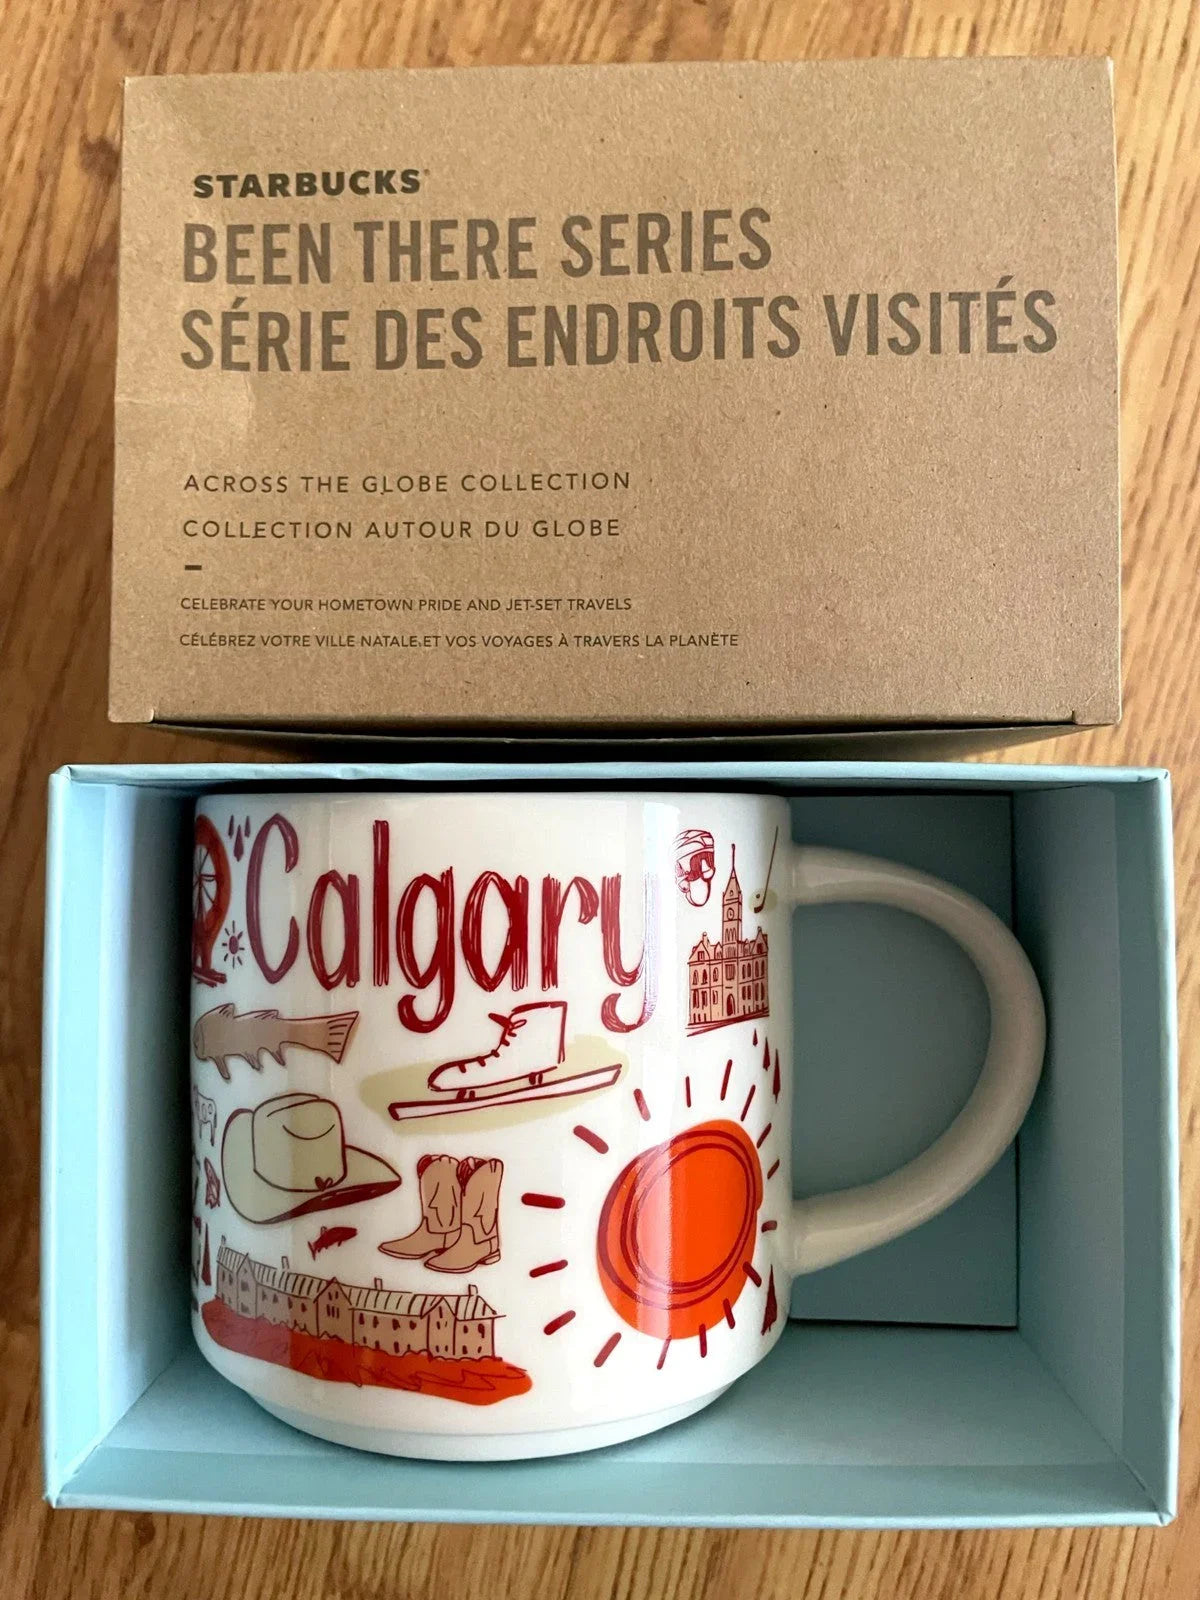 STARBUCKS®
BEEN THERE SERIES
SÉRIE DES ENDROITS VISITÉS
ACROSS THE GLOBE COLLECTION
COLLECTION AUTOUR DU GLOBE
CELEBRATE YOUR HOMETOWN PRIDE AND JET-SET TRAVELS
CÉLÉBREZ VOTRE VILLE NATALE ET VOS VOYAGES À TRAVERS LA PLANÈTE
Calgary